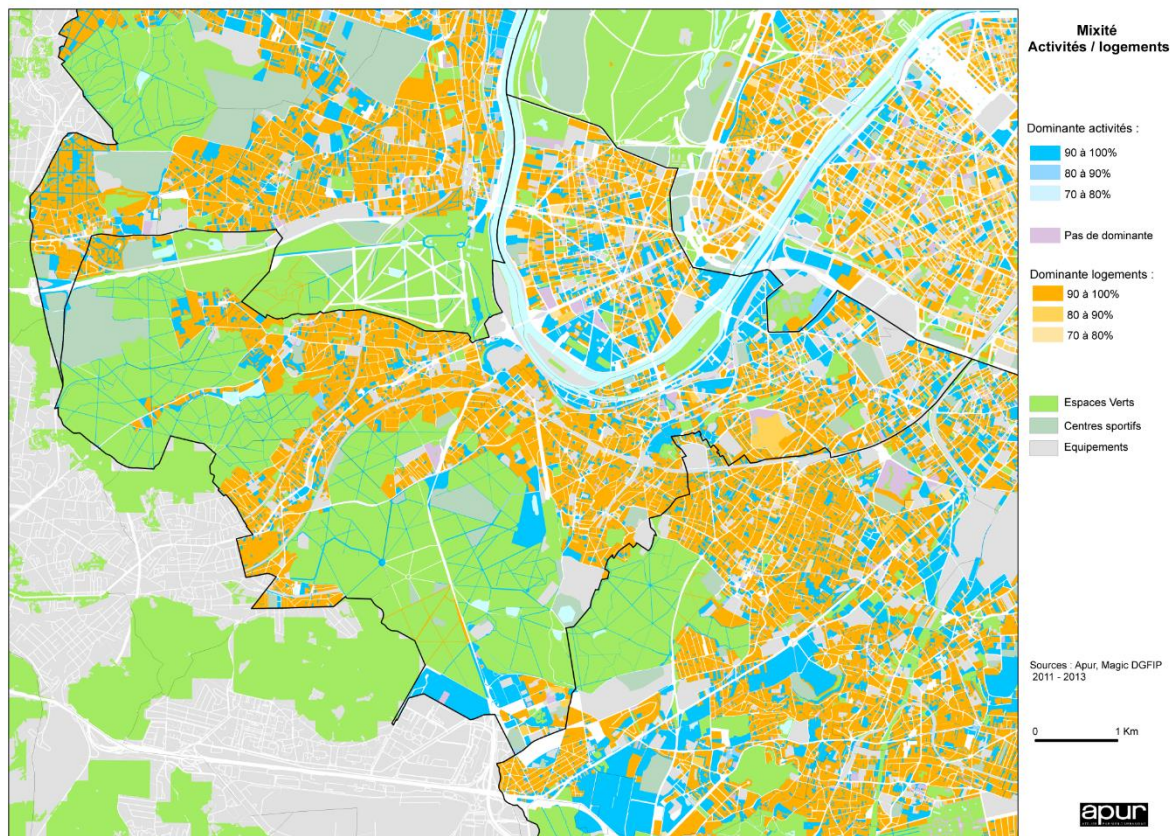 Mixité
Activités / logements
Dominante activités :
90 à 100%
80 à 90%
70 à 80%
Pas de dominante
Dominante logements :
90 à 100%
80 à 90%
70 à 80%
Espaces Verts
Centres sportifs
Equipements
Sources : Apur, Magic DGFIP
2011 - 2013
0 1 Km
apur